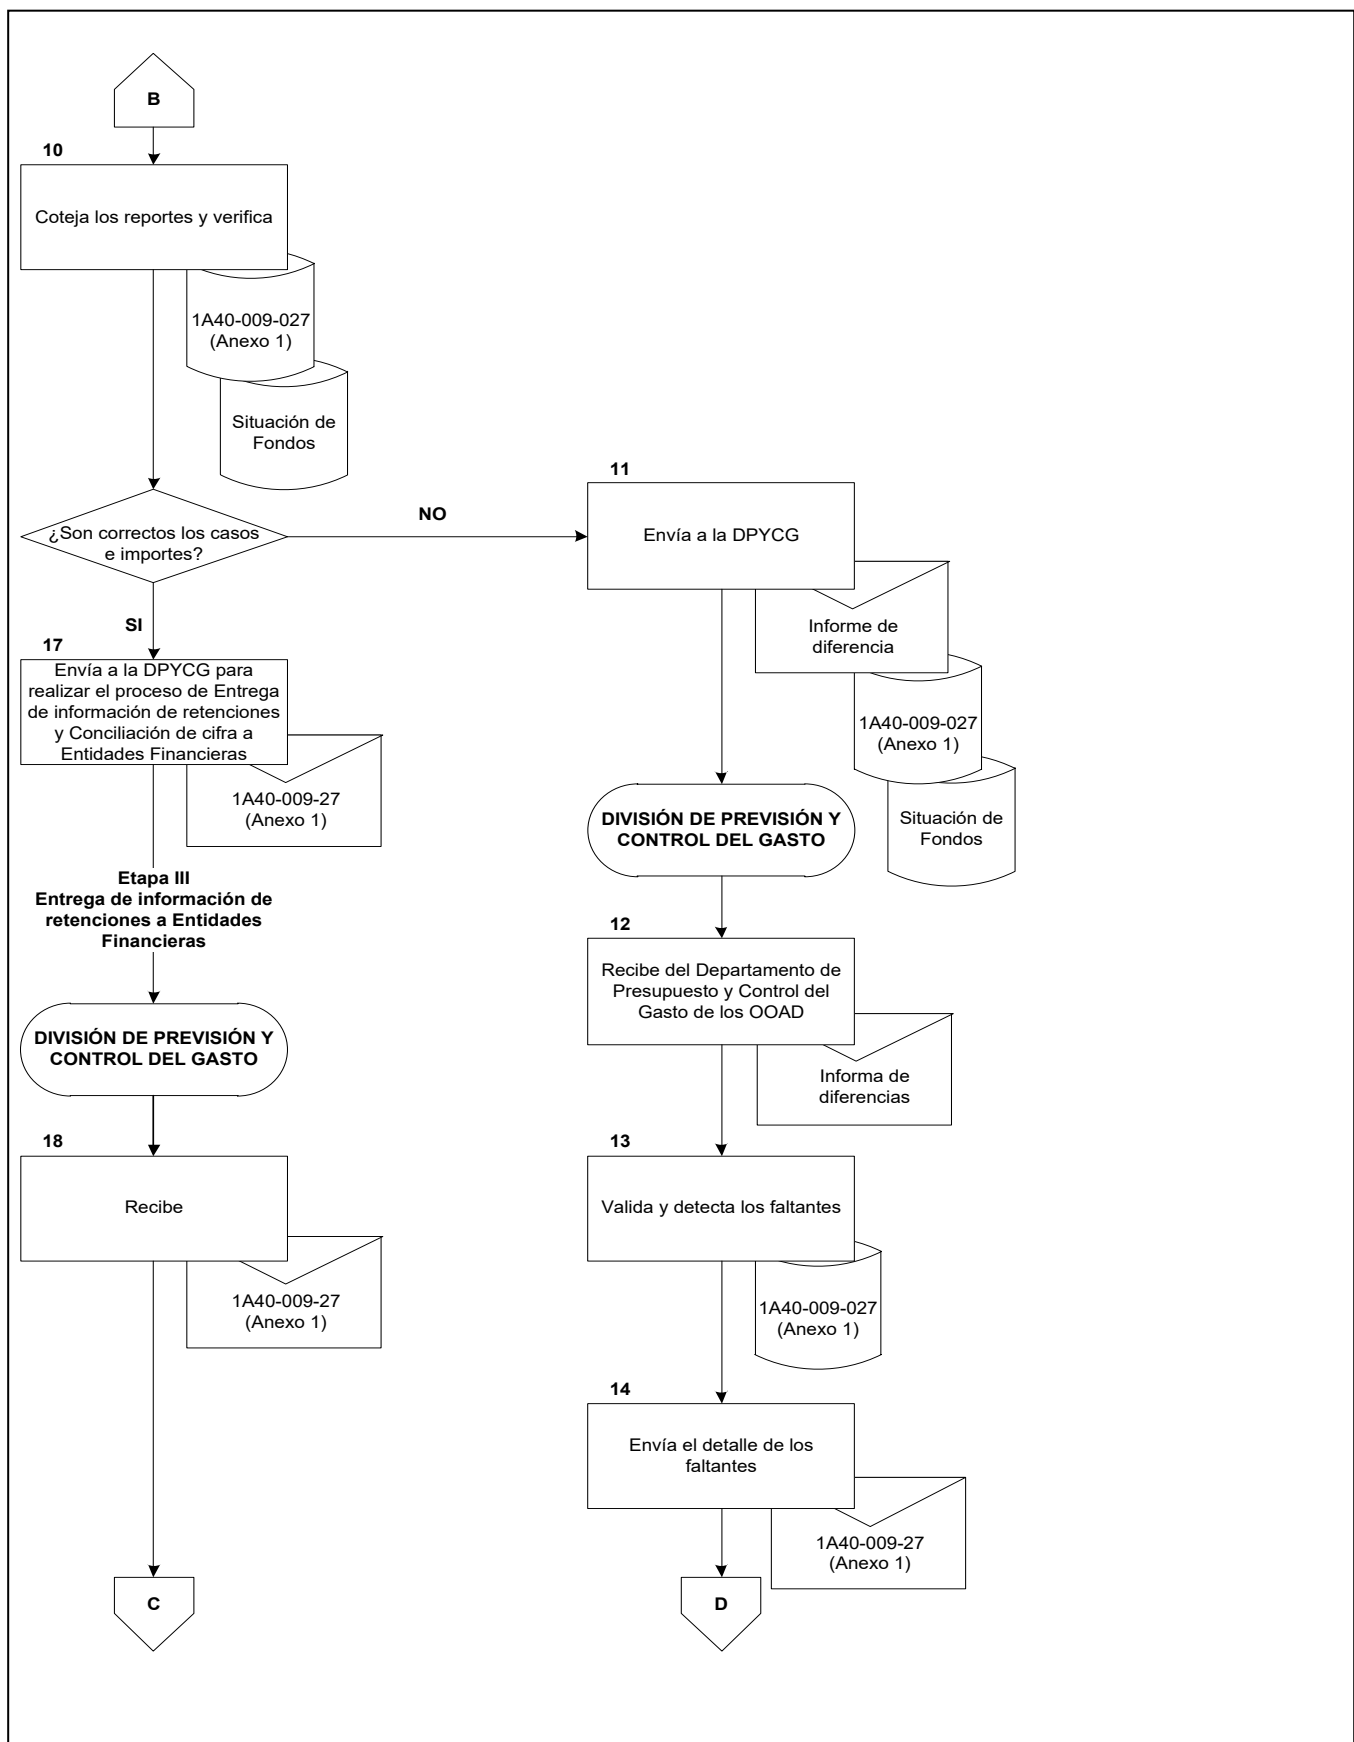 B
10
Coteja los reportes y verifica
1A40-009-027
(Anexo 1)
Situación de
Fondos
¿Son correctos los casos
e importes?
NO
SI
17
Envía a la DPYCG para
realizar el proceso de Entrega
de información de retenciones
y Conciliación de cifra a
Entidades Financieras
1A40-009-27
(Anexo 1)
Etapa III
Entrega de información de
retenciones a Entidades
Financieras
DIVISIÓN DE PREVISIÓN Y
CONTROL DEL GASTO
18
Recibe
1A40-009-27
(Anexo 1)
C
11
Envía a la DPYCG
Informe de
diferencia
1A40-009-027
(Anexo 1)
Situación de
Fondos
DIVISIÓN DE PREVISIÓN Y
CONTROL DEL GASTO
12
Recibe del Departamento de
Presupuesto y Control del
Gasto de los OOAD
Informa de
diferencias
13
Valida y detecta los faltantes
1A40-009-027
(Anexo 1)
14
Envía el detalle de los
faltantes
1A40-009-27
(Anexo 1)
D